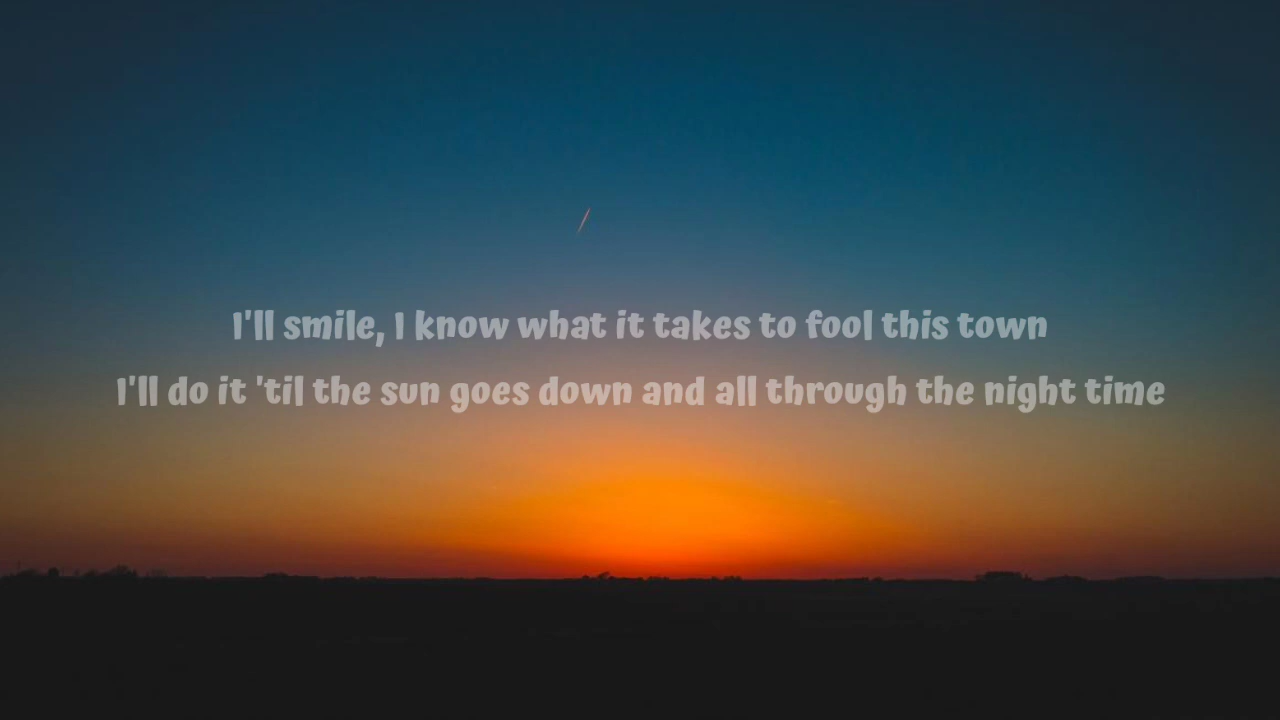 I'll smile, I know what it takes to fool this town
I'll do it 'til the sun goes down and all through the night time